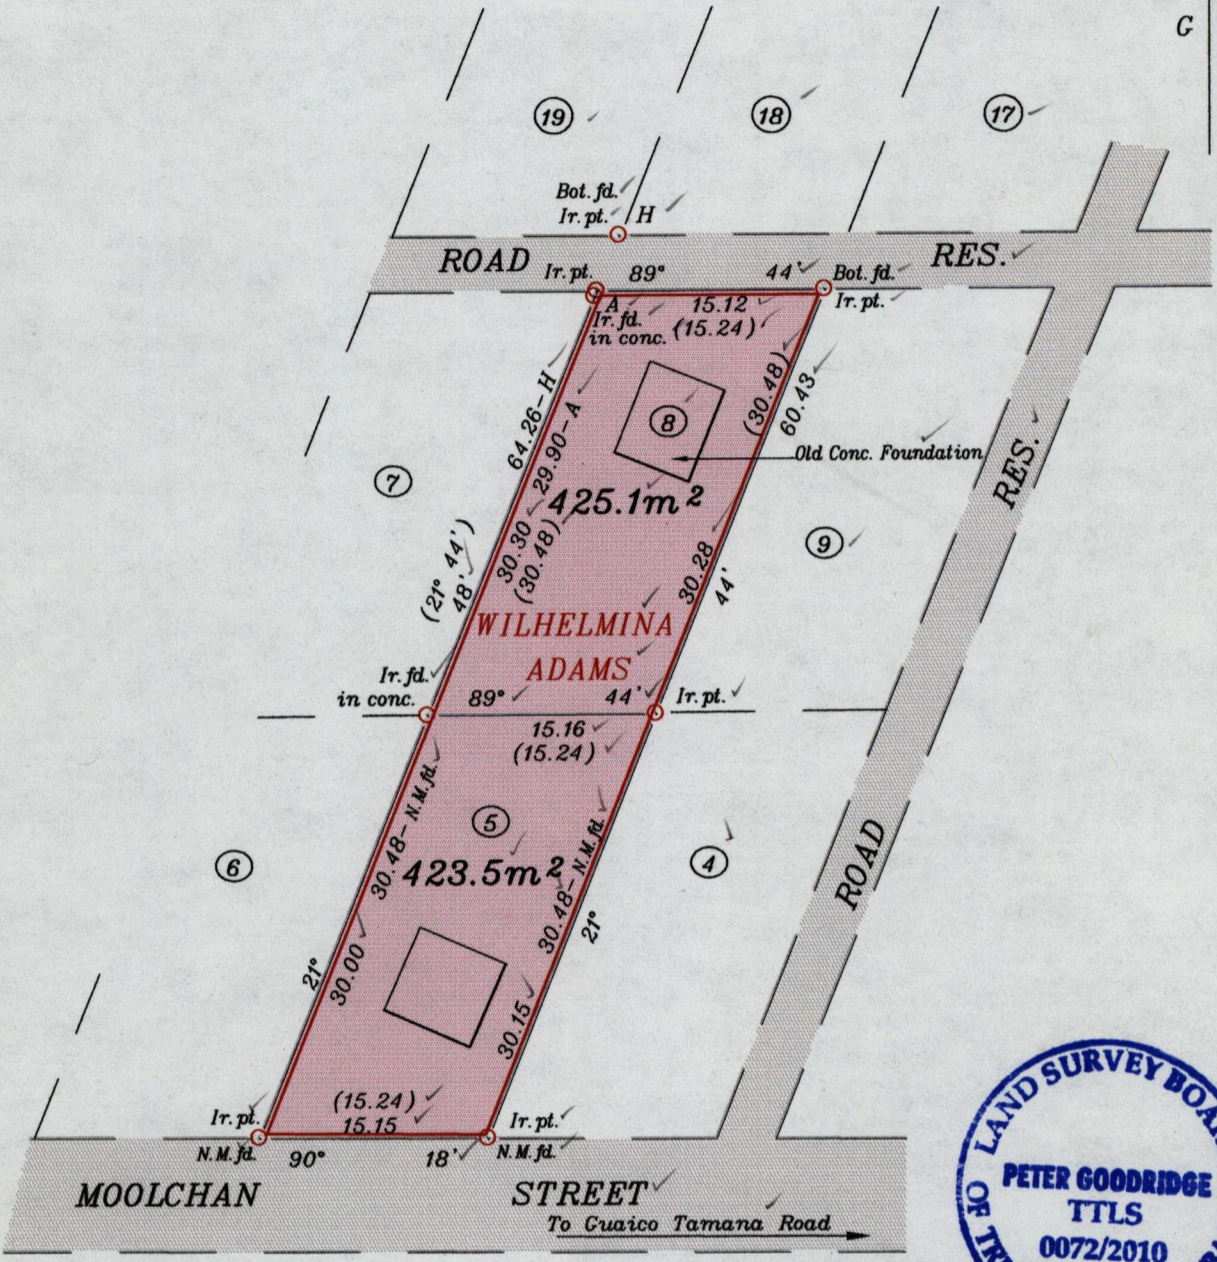 G
19
18
17
Bot. fd.
Ir. pt.
H
ROAD
RES.
Ir. pt.
89°
44'
Bot. fd.
Ir. pt.
A
Ir. fd.
in conc.
15.12
(15.24)
64.26-H
29.90-A
30.30
(30.48)
(30.48)
60.43
8
Old Conc. Foundation
425.1m²
7
9
RES.
(21° 44')
48'
30.28
44'
WILHELMINA
ADAMS
Ir. fd.
in conc.
89°
44'
Ir. pt.
15.16
(15.24)
30.48-N.M.fd.
5
423.5m²
30.48-N.M.fd.
6
4
ROAD
21°
30.00
21°
30.15
(15.24)
15.15
Ir. pt.
N.M.fd.
90°
18'
Ir. pt.
N.M.fd.
MOOLCHAN STREET
To Guaico Tamana Road
LAND SURVEY BOA
OF
PETER GOODRIDGE
TTLS
0072/2010